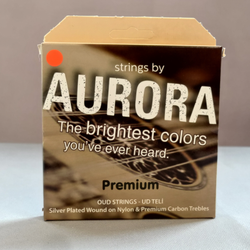 strings by
AURORA
The brightest colors
you've ever heard.
Premium
OUD STRINGS - UD TELİ
Silver Plated Wound on Nylon & Premium Carbon Trebles